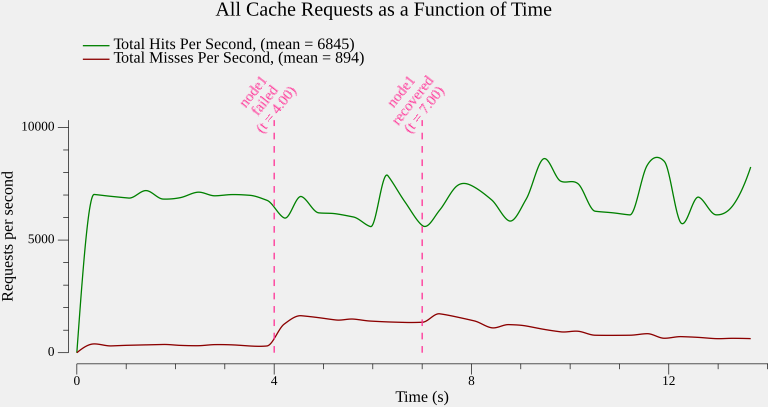 All Cache Requests as a Function of Time
Total Hits Per Second, (mean = 6845)
Total Misses Per Second, (mean = 894)
node1
failed
(t = 4.00)
node1
recovered
(t = 7.00)
10000
5000
0
Requests per second
0 4 8 12
Time (s)